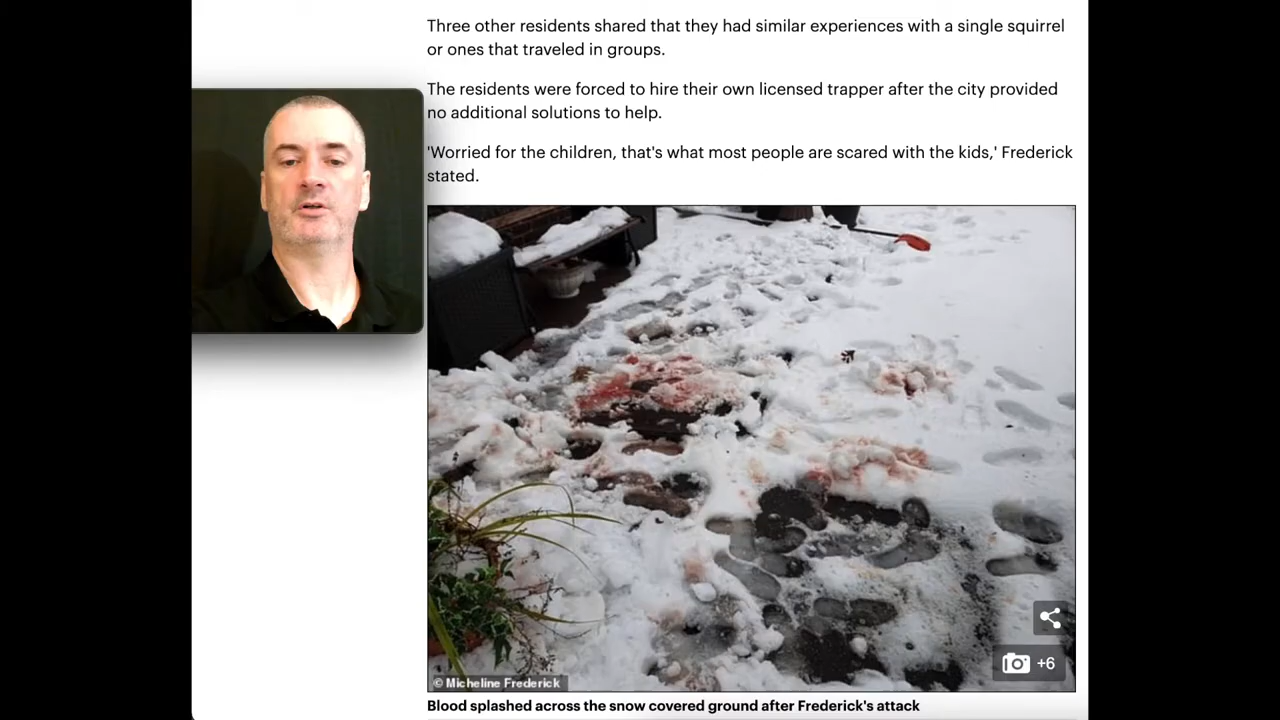 Three other residents shared that they had similar experiences with a single squirrel
or ones that traveled in groups.
The residents were forced to hire their own licensed trapper after the city provided
no additional solutions to help.
'Worried for the children, that's what most people are scared with the kids,' Frederick
stated.
+6
© Micheline Frederick
Blood splashed across the snow covered ground after Frederick's attack